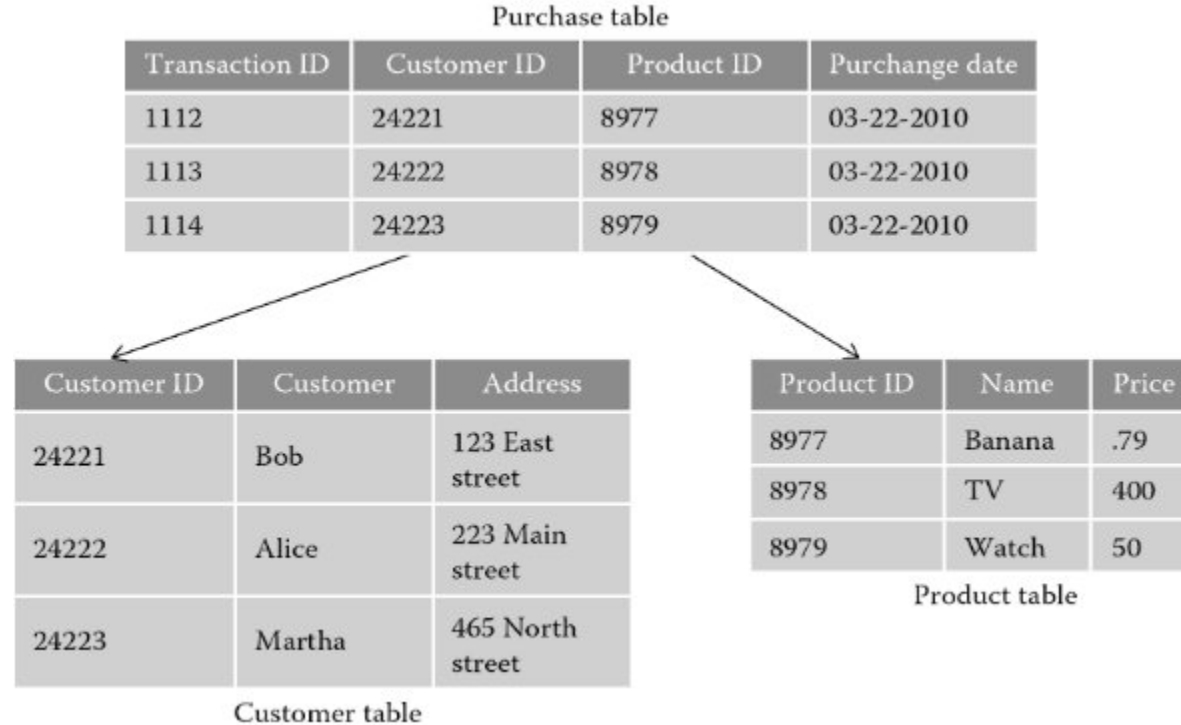 Purchase table
Transaction ID Customer ID Product ID Purchange date
1112 24221 8977 03-22-2010
1113 24222 8978 03-22-2010
1114 24223 8979 03-22-2010
Customer ID Customer Address
24221 Bob 123 East
street
24222 Alice 223 Main
street
24223 Martha 465 North
street
Customer table
Product ID Name Price
8977 Banana .79
8978 TV 400
8979 Watch 50
Product table